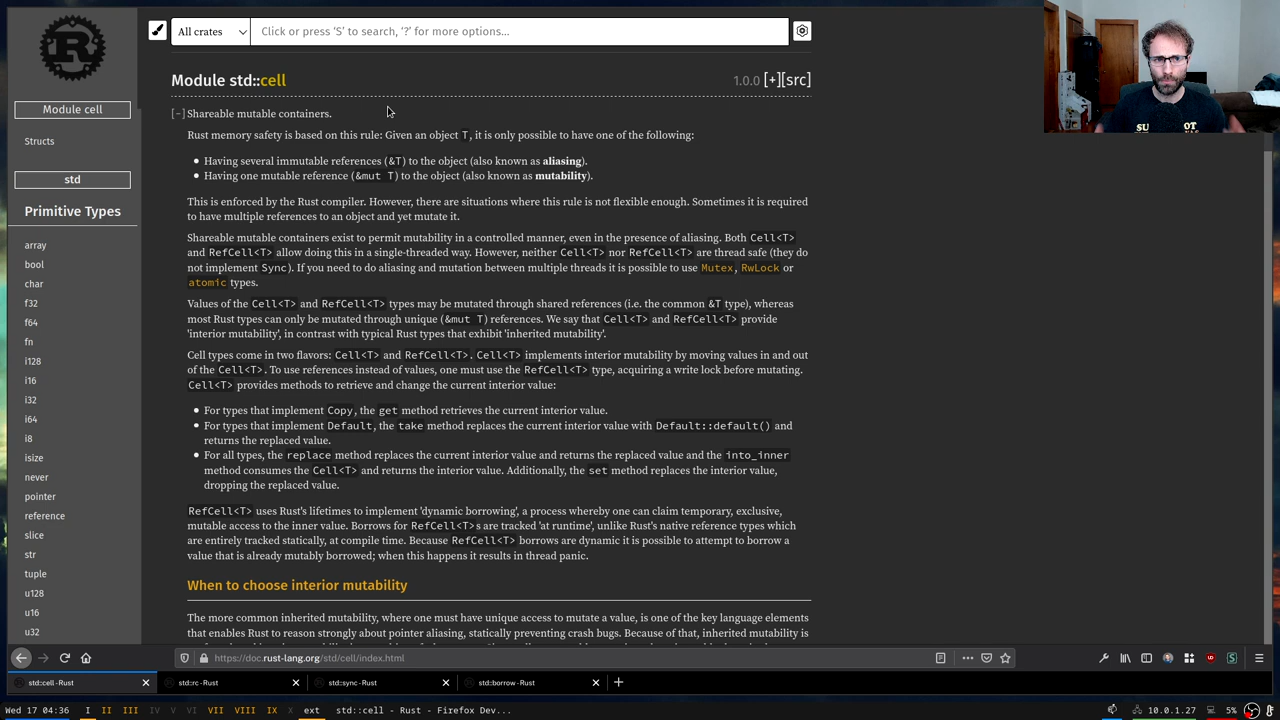 All crates
Click or press ‘S’ to search, ‘?’ for more options…
R
Module cell
Structs
std
Primitive Types
array
bool
char
f32
f64
fn
i128
i16
i32
i64
i8
isize
never
pointer
reference
slice
str
tuple
u128
u16
u32
Module std::cell
1.0.0 [+][src]
[-] Shareable mutable containers.
Rust memory safety is based on this rule: Given an object T, it is only possible to have one of the following:
• Having several immutable references (&T) to the object (also known as aliasing).
• Having one mutable reference (&mut T) to the object (also known as mutability).
This is enforced by the Rust compiler. However, there are situations where this rule is not flexible enough. Sometimes it is required
to have multiple references to an object and yet mutate it.
Shareable mutable containers exist to permit mutability in a controlled manner, even in the presence of aliasing. Both Cell<T>
and RefCell<T> allow doing this in a single-threaded way. However, neither Cell<T> nor RefCell<T> are thread safe (they do
not implement Sync). If you need to do aliasing and mutation between multiple threads it is possible to use Mutex, RwLock or
atomic types.
Values of the Cell<T> and RefCell<T> types may be mutated through shared references (i.e. the common &T type), whereas
most Rust types can only be mutated through unique (&mut T) references. We say that Cell<T> and RefCell<T> provide
'interior mutability', in contrast with typical Rust types that exhibit 'inherited mutability'.
Cell types come in two flavors: Cell<T> and RefCell<T>. Cell<T> implements interior mutability by moving values in and out
of the Cell<T>. To use references instead of values, one must use the RefCell<T> type, acquiring a write lock before mutating.
Cell<T> provides methods to retrieve and change the current interior value:
• For types that implement Copy, the get method retrieves the current interior value.
• For types that implement Default, the take method replaces the current interior value with Default::default() and
returns the replaced value.
• For all types, the replace method replaces the current interior value and returns the replaced value and the into_inner
method consumes the Cell<T> and returns the interior value. Additionally, the set method replaces the interior value,
dropping the replaced value.
RefCell<T> uses Rust's lifetimes to implement 'dynamic borrowing', a process whereby one can claim temporary, exclusive,
mutable access to the inner value. Borrows for RefCell<T>s are tracked 'at runtime', unlike Rust's native reference types which
are entirely tracked statically, at compile time. Because RefCell<T> borrows are dynamic it is possible to attempt to borrow a
value that is already mutably borrowed; when this happens it results in thread panic.
When to choose interior mutability
The more common inherited mutability, where one must have unique access to mutate a value, is one of the key language elements
that enables Rust to reason strongly about pointer aliasing, statically preventing crash bugs. Because of that, inherited mutability is
https://doc.rust-lang.org/std/cell/index.html
std::cell - Rust
std::rc - Rust
std::sync - Rust
std::borrow - Rust
Wed 17 04:36 I II III IV V VI VII VIII IX X ext std::cell - Rust - Firefox Dev...
10.0.1.27 5%